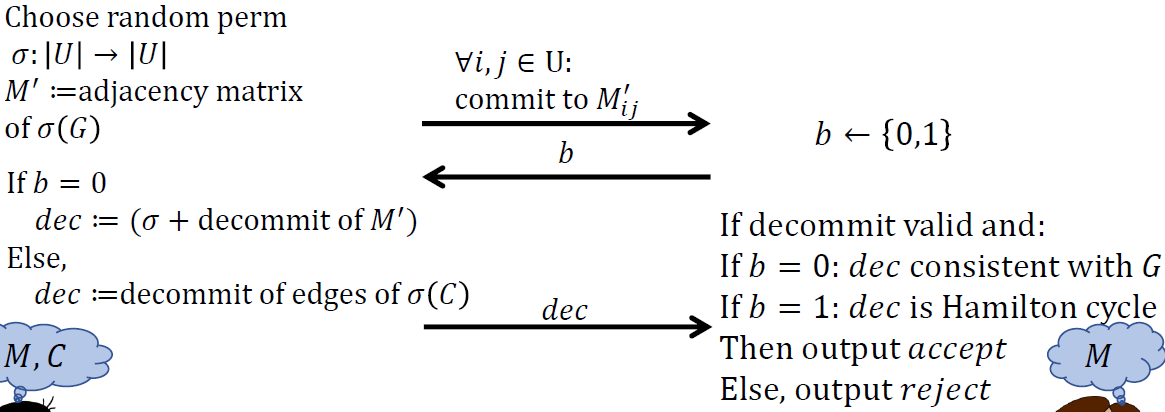 Choose random perm
σ: |U| → |U|
M′ ≔adjacency matrix
of σ(G)
∀i, j ∈ U:
commit to M′ᵢⱼ
b ← {0,1}
b
If b = 0
dec ≔ (σ + decommit of M′)
Else,
dec ≔decommit of edges of σ(C)
dec
If decommit valid and:
If b = 0: dec consistent with G
If b = 1: dec is Hamilton cycle
Then output accept
Else, output reject
M, C
M